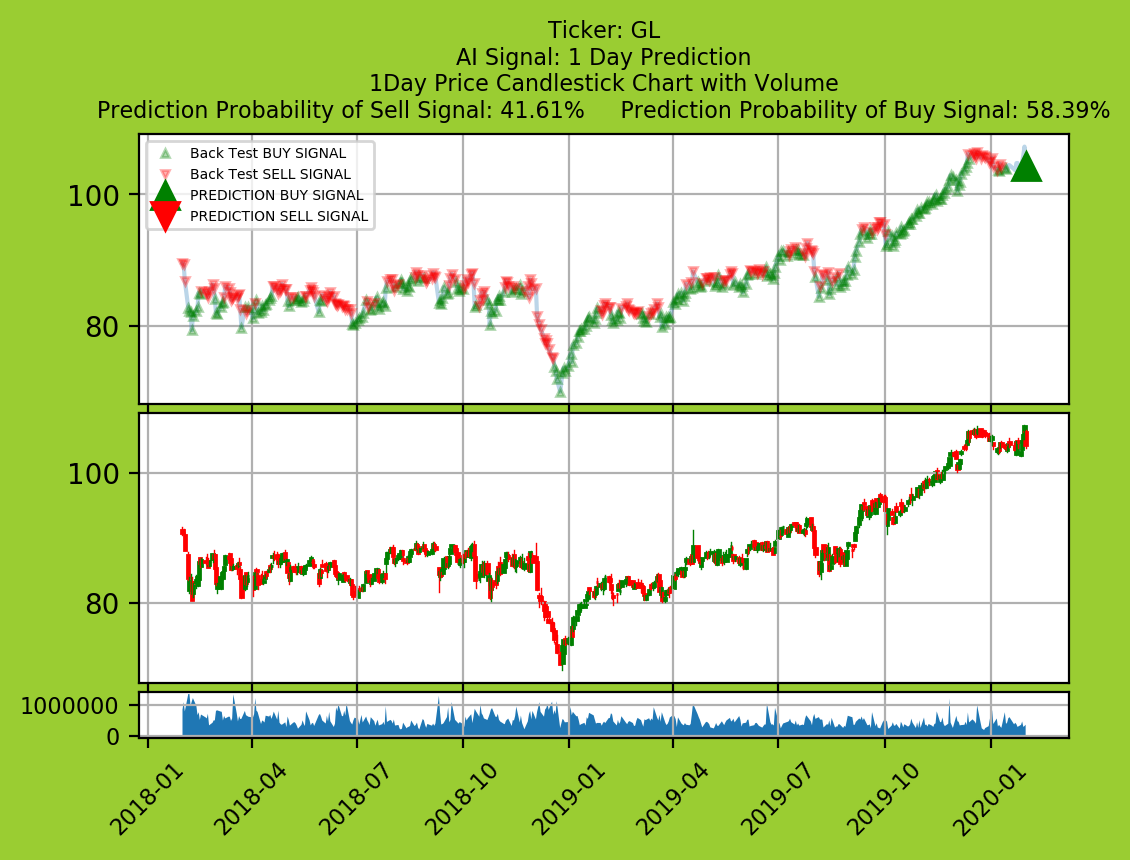 Ticker: GL
AI Signal: 1 Day Prediction
1Day Price Candlestick Chart with Volume
Prediction Probability of Sell Signal: 41.61%     Prediction Probability of Buy Signal: 58.39%
Back Test BUY SIGNAL
Back Test SELL SIGNAL
PREDICTION BUY SIGNAL
PREDICTION SELL SIGNAL
100
80
100
80
1000000
0
2018-01
2018-04
2018-07
2018-10
2019-01
2019-04
2019-07
2019-10
2020-01